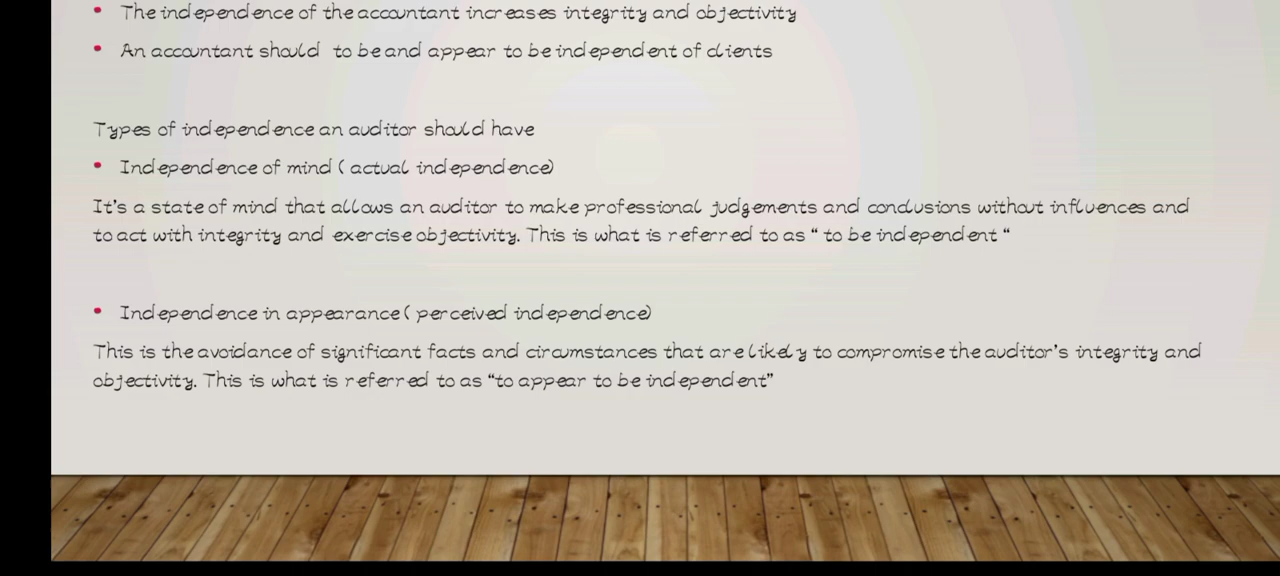 • The independence of the accountant increases integrity and objectivity
• An accountant should to be and appear to be independent of clients
Types of independence an auditor should have
• Independence of mind ( actual independence)
It's a state of mind that allows an auditor to make professional judgements and conclusions without influences and
to act with integrity and exercise objectivity. This is what is referred to as “ to be independent “
• Independence in appearance ( perceived independence)
This is the avoidance of significant facts and circumstances that are likely to compromise the auditor's integrity and
objectivity. This is what is referred to as “to appear to be independent”